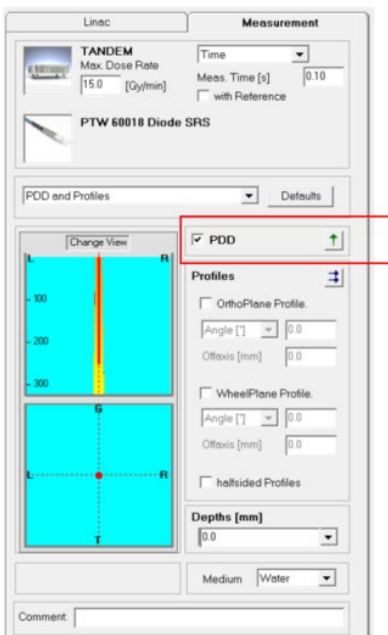 Linac Measurement
TANDEM
Max. Dose Rate
15.0 [Gy/min]
Time
Meas. Time [s] 0.10
with Reference
PTW 60018 Diode SRS
PDD and Profiles Defaults
Change View
L R
- 100
- 200
- 300
G
L R
T
PDD
Profiles
OrthoPlane Profile.
Angle [°] 0.0
Offaxis [mm] 0.0
WheelPlane Profile.
Angle [°] 0.0
Offaxis [mm] 0.0
halfsided Profiles
Depths [mm]
0.0
Medium Water
Comment: